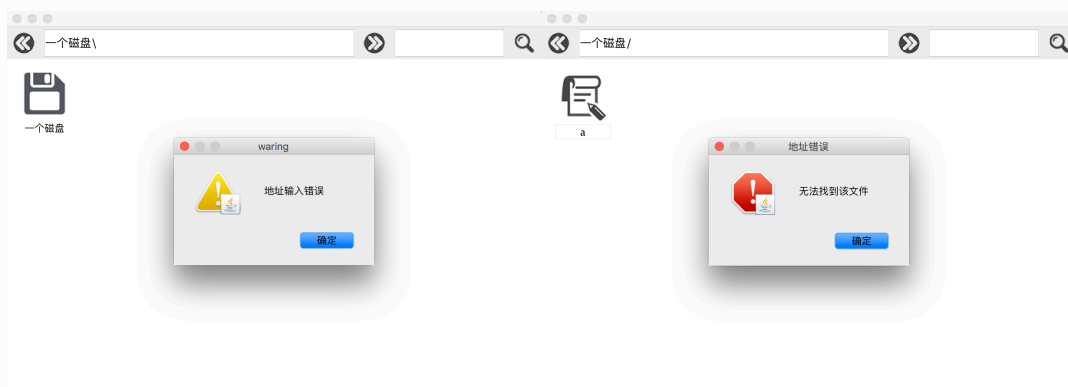 一个磁盘\
一个磁盘
waring
地址输入错误
确定
一个磁盘/
a
地址错误
无法找到该文件
确定